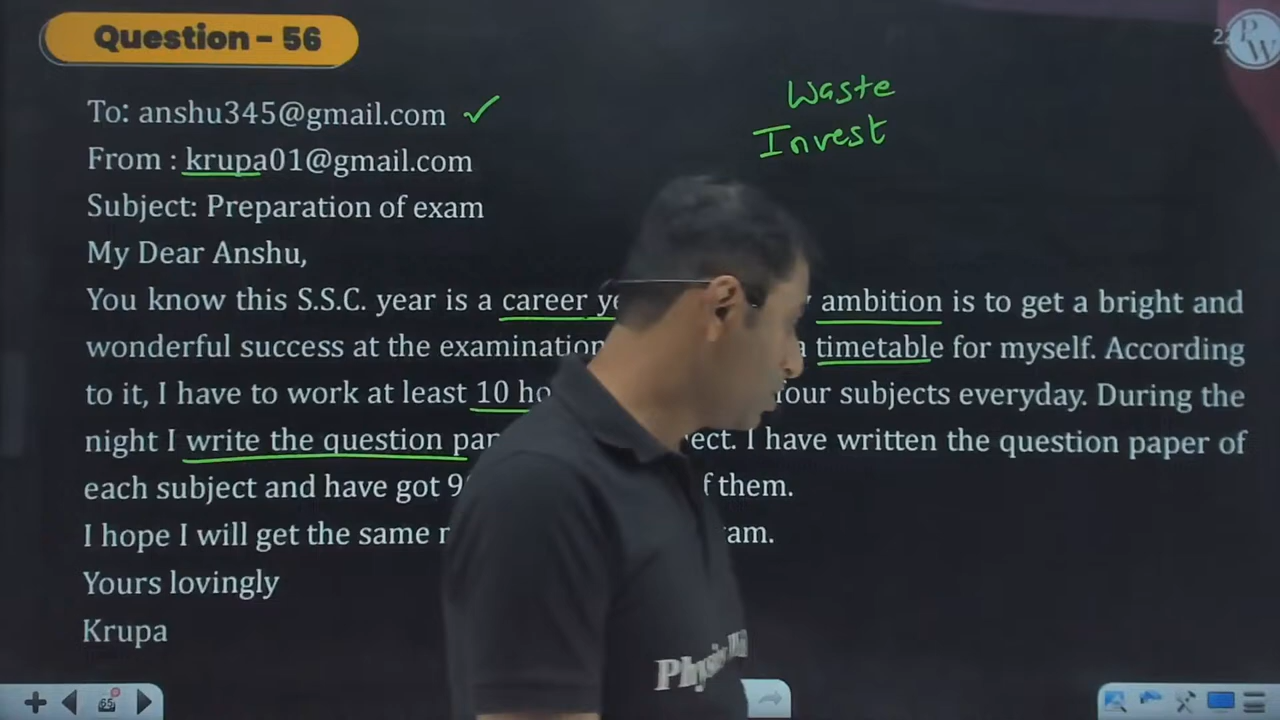 Question - 56
To: anshu345@gmail.com
Waste
From : krupa01@gmail.com
Invest
Subject: Preparation of exam
My Dear Anshu,
You know this S.S.C. year is a career ambition is to get a bright and
wonderful success at the examination timetable for myself. According
to it, I have to work at least 10 four subjects everyday. During the
night I write the question I have written the question paper of
each subject and have got of them.
I hope I will get the same
Yours lovingly
Krupa
PW
65